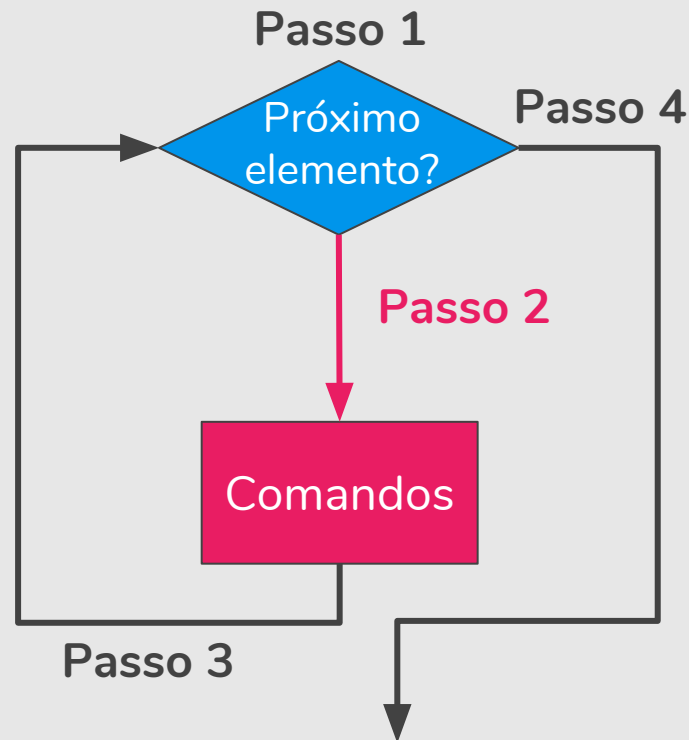 Passo 1
Passo 4
Próximo
elemento?
Passo 2
Comandos
Passo 3